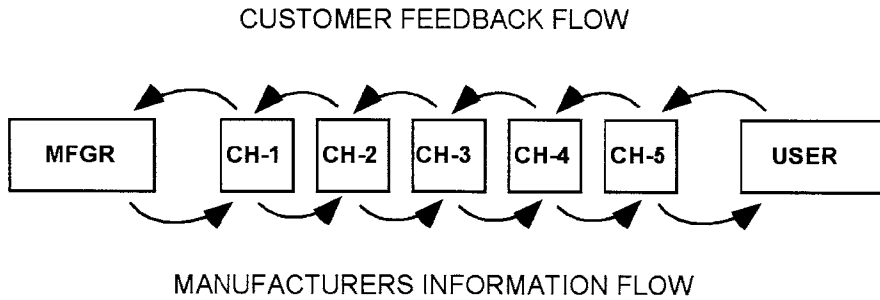 CUSTOMER FEEDBACK FLOW
MFGR CH-1 CH-2 CH-3 CH-4 CH-5 USER
MANUFACTURERS INFORMATION FLOW